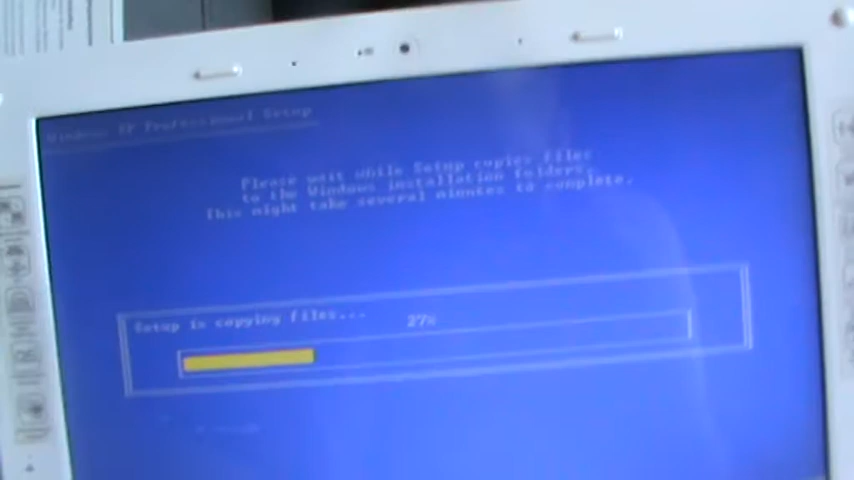 Windows XP Professional Setup
Please wait while Setup copies files
to the Windows installation folders.
This might take several minutes to complete.
Setup is copying files...    27%